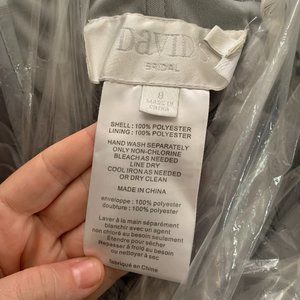 DAVID'S
BRIDAL
8
MADE IN
CHINA
SHELL: 100% POLYESTER
LINING: 100% POLYESTER
HAND WASH SEPARATELY
ONLY NON-CHLORINE
BLEACH AS NEEDED
LINE DRY
COOL IRON AS NEEDED
OR DRY CLEAN
MADE IN CHINA
enveloppe : 100% polyester
doublure : 100% polyester
Laver à la main séparément
blanchir avec un agent
non chloré au besoin seulement
Étendre pour sécher
Repasser à froid au besoin
ou nettoyer à sec
fabriqué en Chine